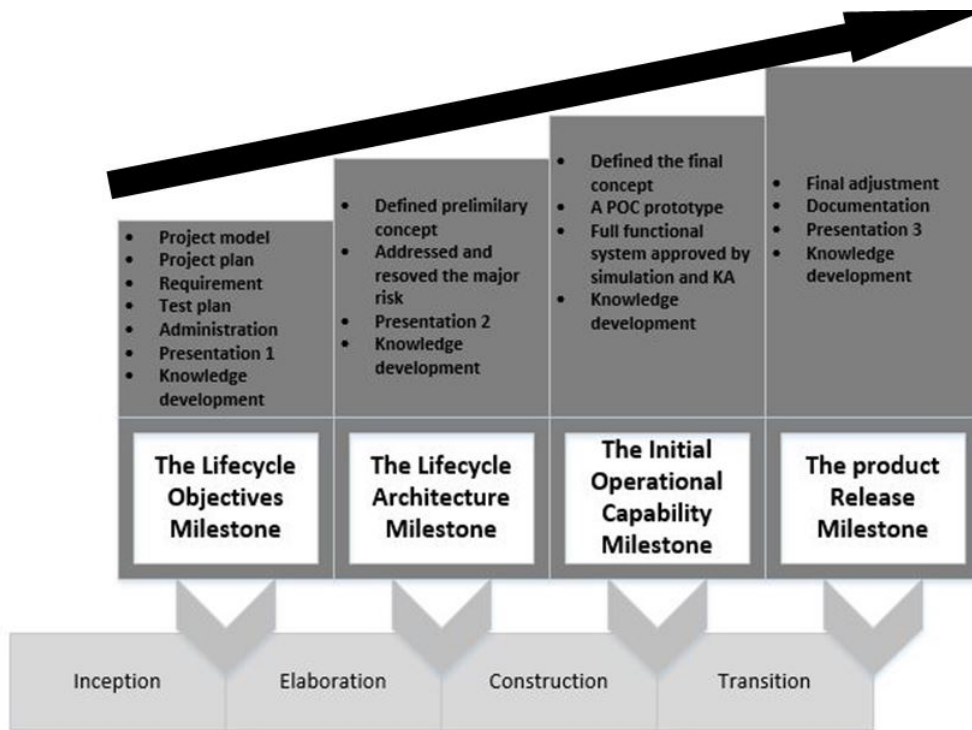 • Project model
• Project plan
• Requirement
• Test plan
• Administration
• Presentation 1
• Knowledge
development
• Defined prelimilary
concept
• Addressed and
resoved the major
risk
• Presentation 2
• Knowledge
development
• Defined the final
concept
• A POC prototype
• Full functional
system approved by
simulation and KA
• Knowledge
development
• Final adjustment
• Documentation
• Presentation 3
• Knowledge
development
The Lifecycle
Objectives
Milestone
The Lifecycle
Architecture
Milestone
The Initial
Operational
Capability
Milestone
The product
Release
Milestone
Inception
Elaboration
Construction
Transition